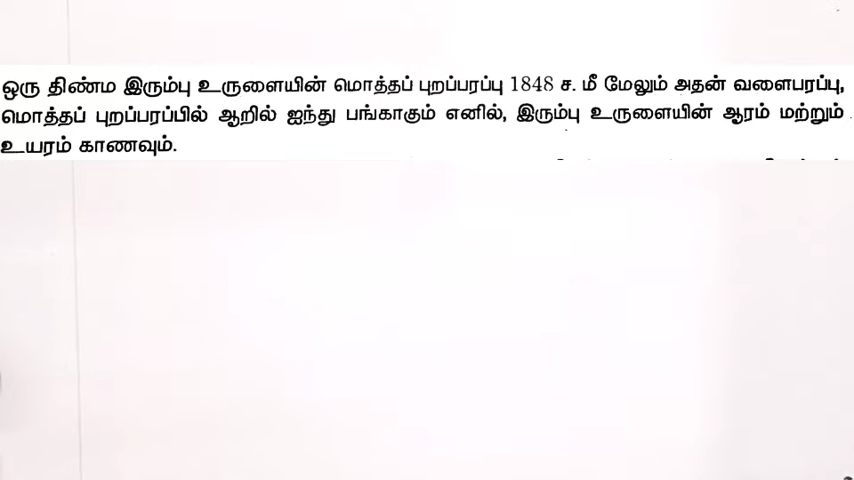 ஒரு திண்ம இரும்பு உருளையின் மொத்தப் புறப்பரப்பு 1848 ச. மீ மேலும் அதன் வளைபரப்பு,
மொத்தப் புறப்பரப்பில் ஆறில் ஐந்து பங்காகும் எனில், இரும்பு உருளையின் ஆரம் மற்றும்
உயரம் காணவும்.